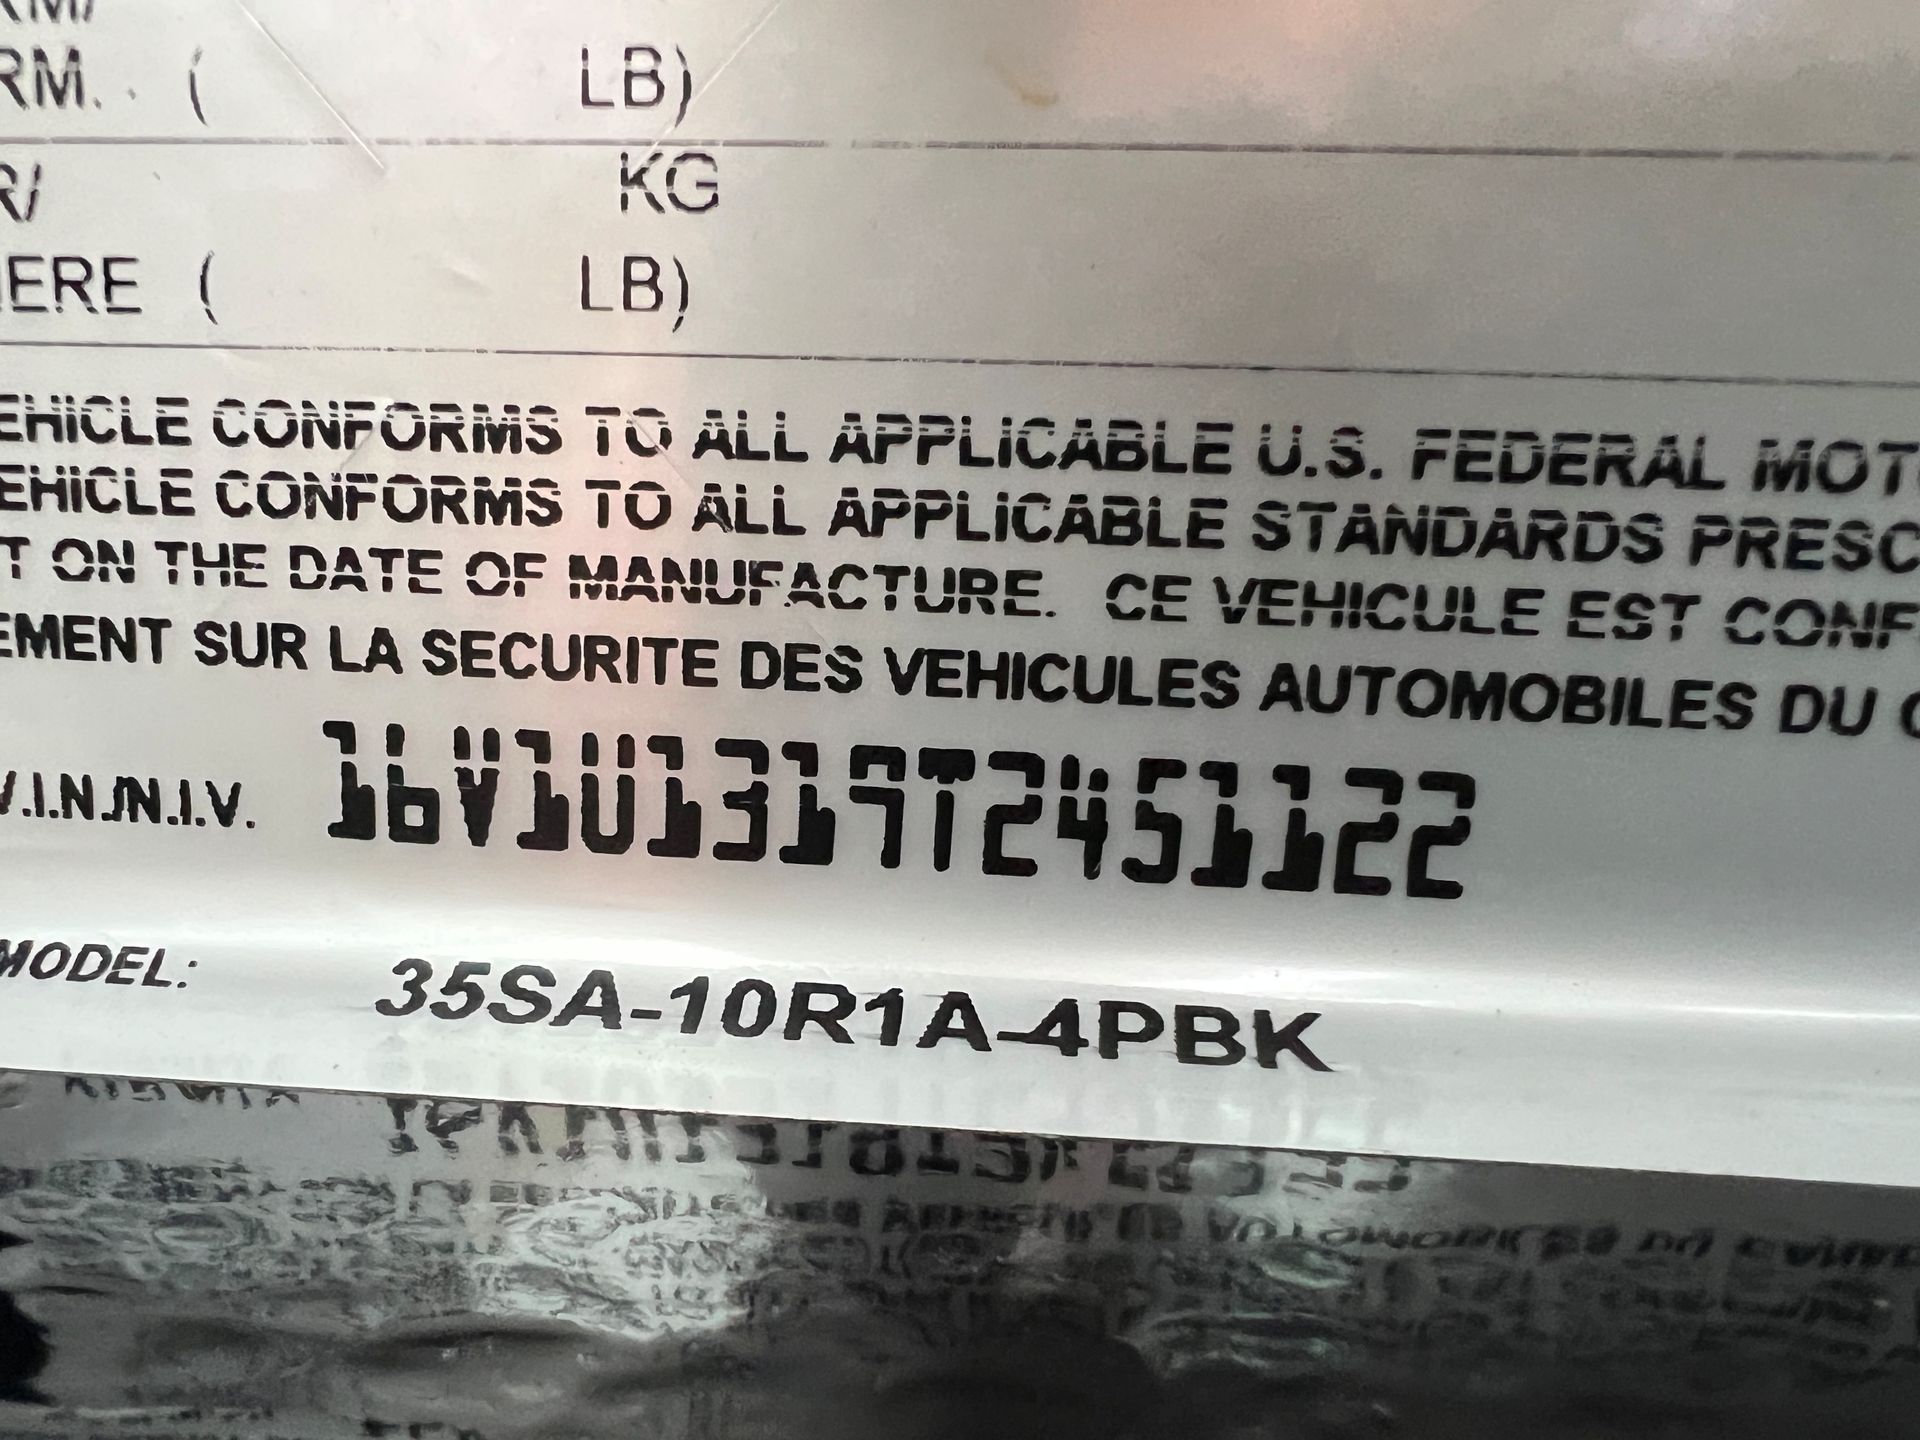 RM/
RM. (       LB)
R/       KG
IERE (       LB)
EHICLE CONFORMS TO ALL APPLICABLE U.S. FEDERAL MOT
EHICLE CONFORMS TO ALL APPLICABLE STANDARDS PRESC
T ON THE DATE OF MANUFACTURE. CE VEHICULE EST CONF
EMENT SUR LA SECURITE DES VEHICULES AUTOMOBILES DU C
V.I.N./N.I.V. 16V1U1319T2451122
MODEL: 35SA-10R1A-4PBK